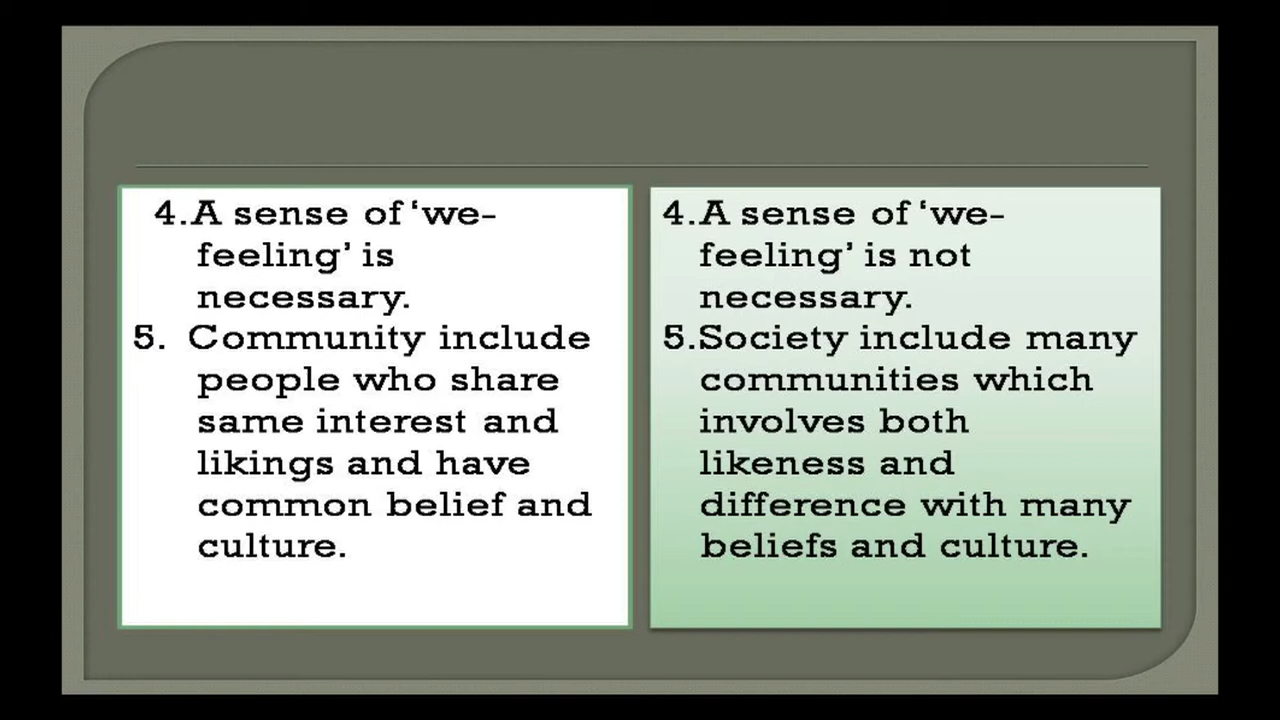 4.A sense of ‘we-
feeling’ is
necessary.
5. Community include
people who share
same interest and
likings and have
common belief and
culture.
4.A sense of ‘we-
feeling’ is not
necessary.
5.Society include many
communities which
involves both
likeness and
difference with many
beliefs and culture.